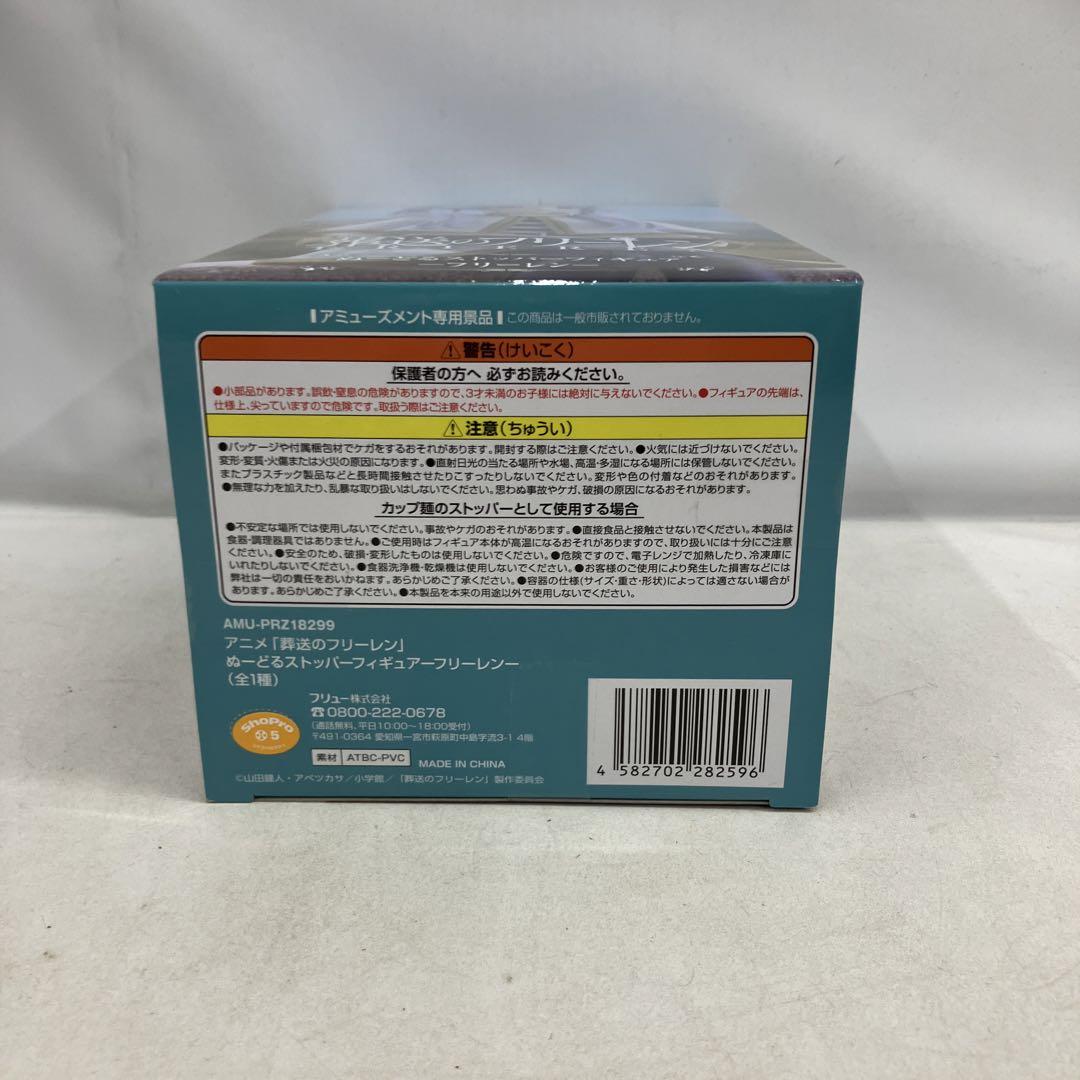 葬送のフリーレン
ぬーどるストッパーフィギュア
ーフリーレンー
アミューズメント専用景品 この商品は一般市販されておりません。
警告(けいこく)
保護者の方へ 必ずお読みください。
●小部品があります。誤飲・窒息の危険がありますので、3才未満のお子様には絶対に与えないでください。●フィギュアの先端は、
仕様上、尖っていますので危険です。取扱う際はご注意ください。
注意(ちゅうい)
●パッケージや付属梱包材でケガをするおそれがあります。開封する際はご注意ください。●火気には近づけないでください。
変形・変質・火傷または火災の原因になります。●直射日光の当たる場所や水場、高温・多湿になる場所には保管しないでください。
またプラスチック製品などと長時間接触させたりこすったりしないでください。変形や色の付着などのおそれがあります。
●無理な力を加えたり、乱暴な取り扱いはしないでください。思わぬ事故やケガ、破損の原因になるおそれがあります。
カップ麺のストッパーとして使用する場合
●不安定な場所では使用しないでください。事故やケガのおそれがあります。●直接食品と接触させないでください。本製品は
食器・調理器具ではありません。●ご使用時はフィギュア本体が高温になるおそれがありますので、取り扱いには十分にご注意
ください。●安全のため、破損・変形したものは使用しないでください。●危険ですので、電子レンジで加熱したり、冷凍庫に
いれたりしないでください。●食器洗浄機・乾燥機は使用しないでください。●お客様のご使用により発生した損害などには
弊社は一切の責任をおいかねます。あらかじめご了承ください。●容器の仕様(サイズ・重さ・形状)によっては適さない場合が
あります。あらかじめご了承ください。●本製品を本来の用途以外で使用しないでください。
AMU-PRZ18299
アニメ「葬送のフリーレン」
ぬーどるストッパーフィギュアーフリーレンー
(全1種)
フリュー株式会社
☎0800-222-0678
(通話無料、平日10:00～18:00受付)
〒491-0364 愛知県一宮市萩原町中島字流3-1 4階
ShoPro
5
素材 ATBC-PVC MADE IN CHINA
©山田鐘人・アベツカサ／小学館／「葬送のフリーレン」製作委員会
4 582702 282596